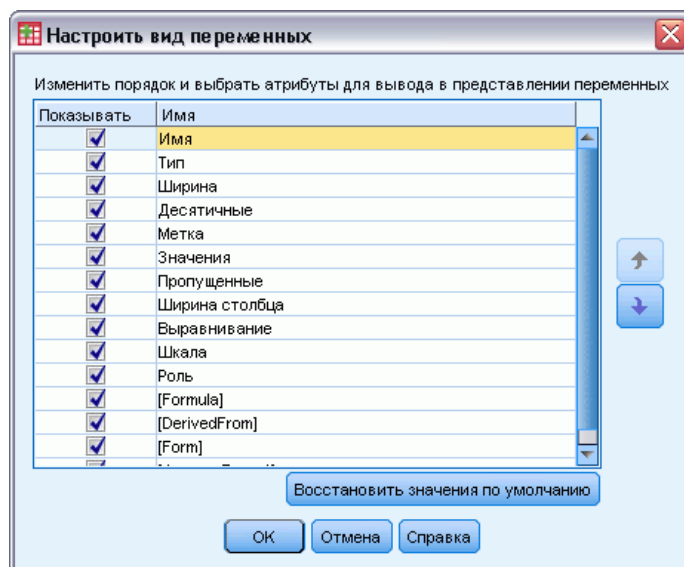 Настроить вид переменных
Изменить порядок и выбрать атрибуты для вывода в представлении переменных
Показывать Имя
Имя
Тип
Ширина
Десятичные
Метка
Значения
Пропущенные
Ширина столбца
Выравнивание
Шкала
Роль
[Formula]
[DerivedFrom]
[Form]
Восстановить значения по умолчанию
OK Отмена Справка